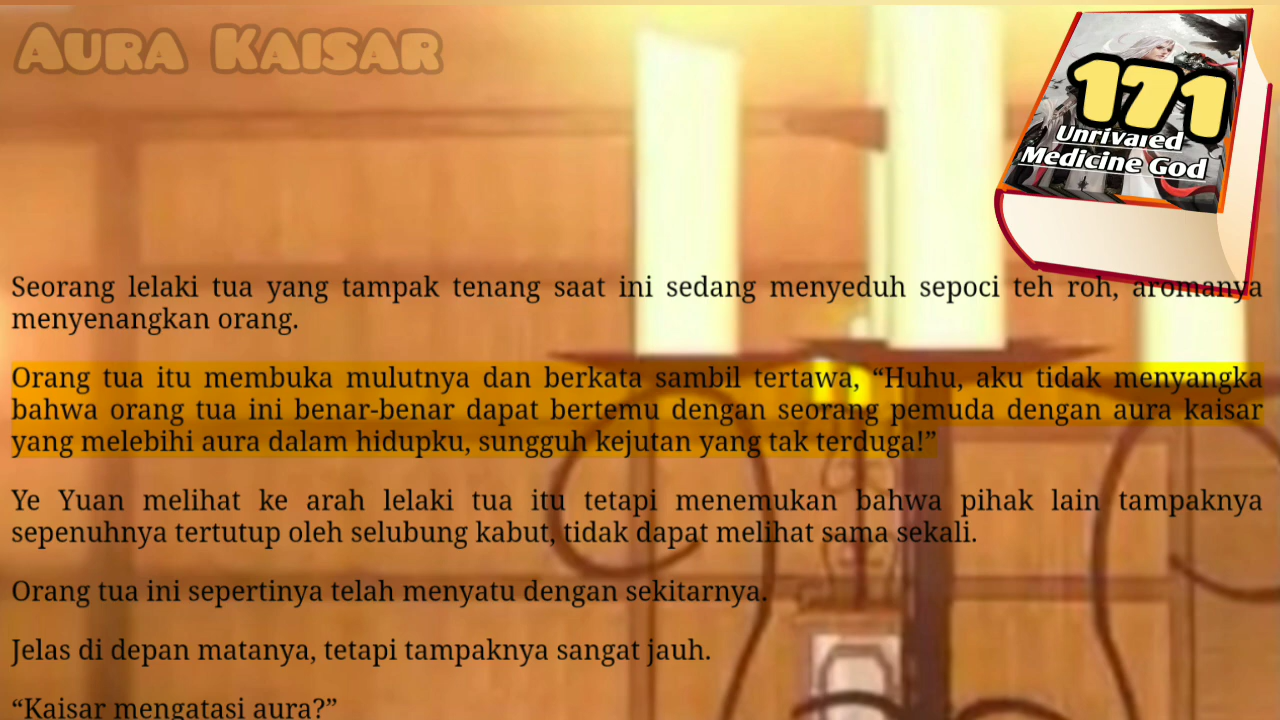 Aura Kaisar
171
Unrivaled
Medicine God
Seorang lelaki tua yang tampak tenang saat ini sedang menyeduh sepoci teh roh, aromanya
menyenangkan orang.
Orang tua itu membuka mulutnya dan berkata sambil tertawa, “Huhu, aku tidak menyangka
bahwa orang tua ini benar-benar dapat bertemu dengan seorang pemuda dengan aura kaisar
yang melebihi aura dalam hidupku, sungguh kejutan yang tak terduga!”
Ye Yuan melihat ke arah lelaki tua itu tetapi menemukan bahwa pihak lain tampaknya
sepenuhnya tertutup oleh selubung kabut, tidak dapat melihat sama sekali.
Orang tua ini sepertinya telah menyatu dengan sekitarnya.
Jelas di depan matanya, tetapi tampaknya sangat jauh.
“Kaisar mengatasi aura?”